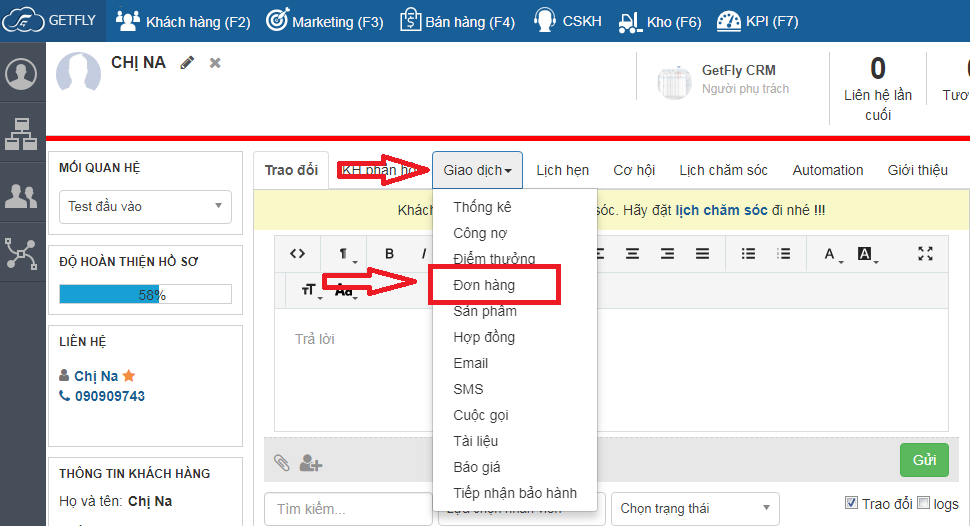 GETFLY Khách hàng (F2) Marketing (F3) Bán hàng (F4) CSKH Kho (F6) KPI (F7)
CHỊ NA
GetFly CRM
Người phụ trách
0
Liên hệ lần
cuối
MỐI QUAN HỆ
Test đầu vào
ĐỘ HOÀN THIỆN HỒ SƠ
58%
LIÊN HỆ
Chị Na
090909743
THÔNG TIN KHÁCH HÀNG
Họ và tên: Chị Na
Trao đổi KH phản Giao dịch Lịch hẹn Cơ hội Lịch chăm sóc Automation Giới thiệu
Khách sóc. Hãy đặt lịch chăm sóc đi nhé !!!
Thống kê
Công nợ
Điểm thưởng
Đơn hàng
Sản phẩm
Hợp đồng
Email
SMS
Cuộc gọi
Tài liệu
Báo giá
Tiếp nhận bảo hành
Trả lời
Gửi
Tìm kiếm... Chọn trạng thái Trao đổi logs